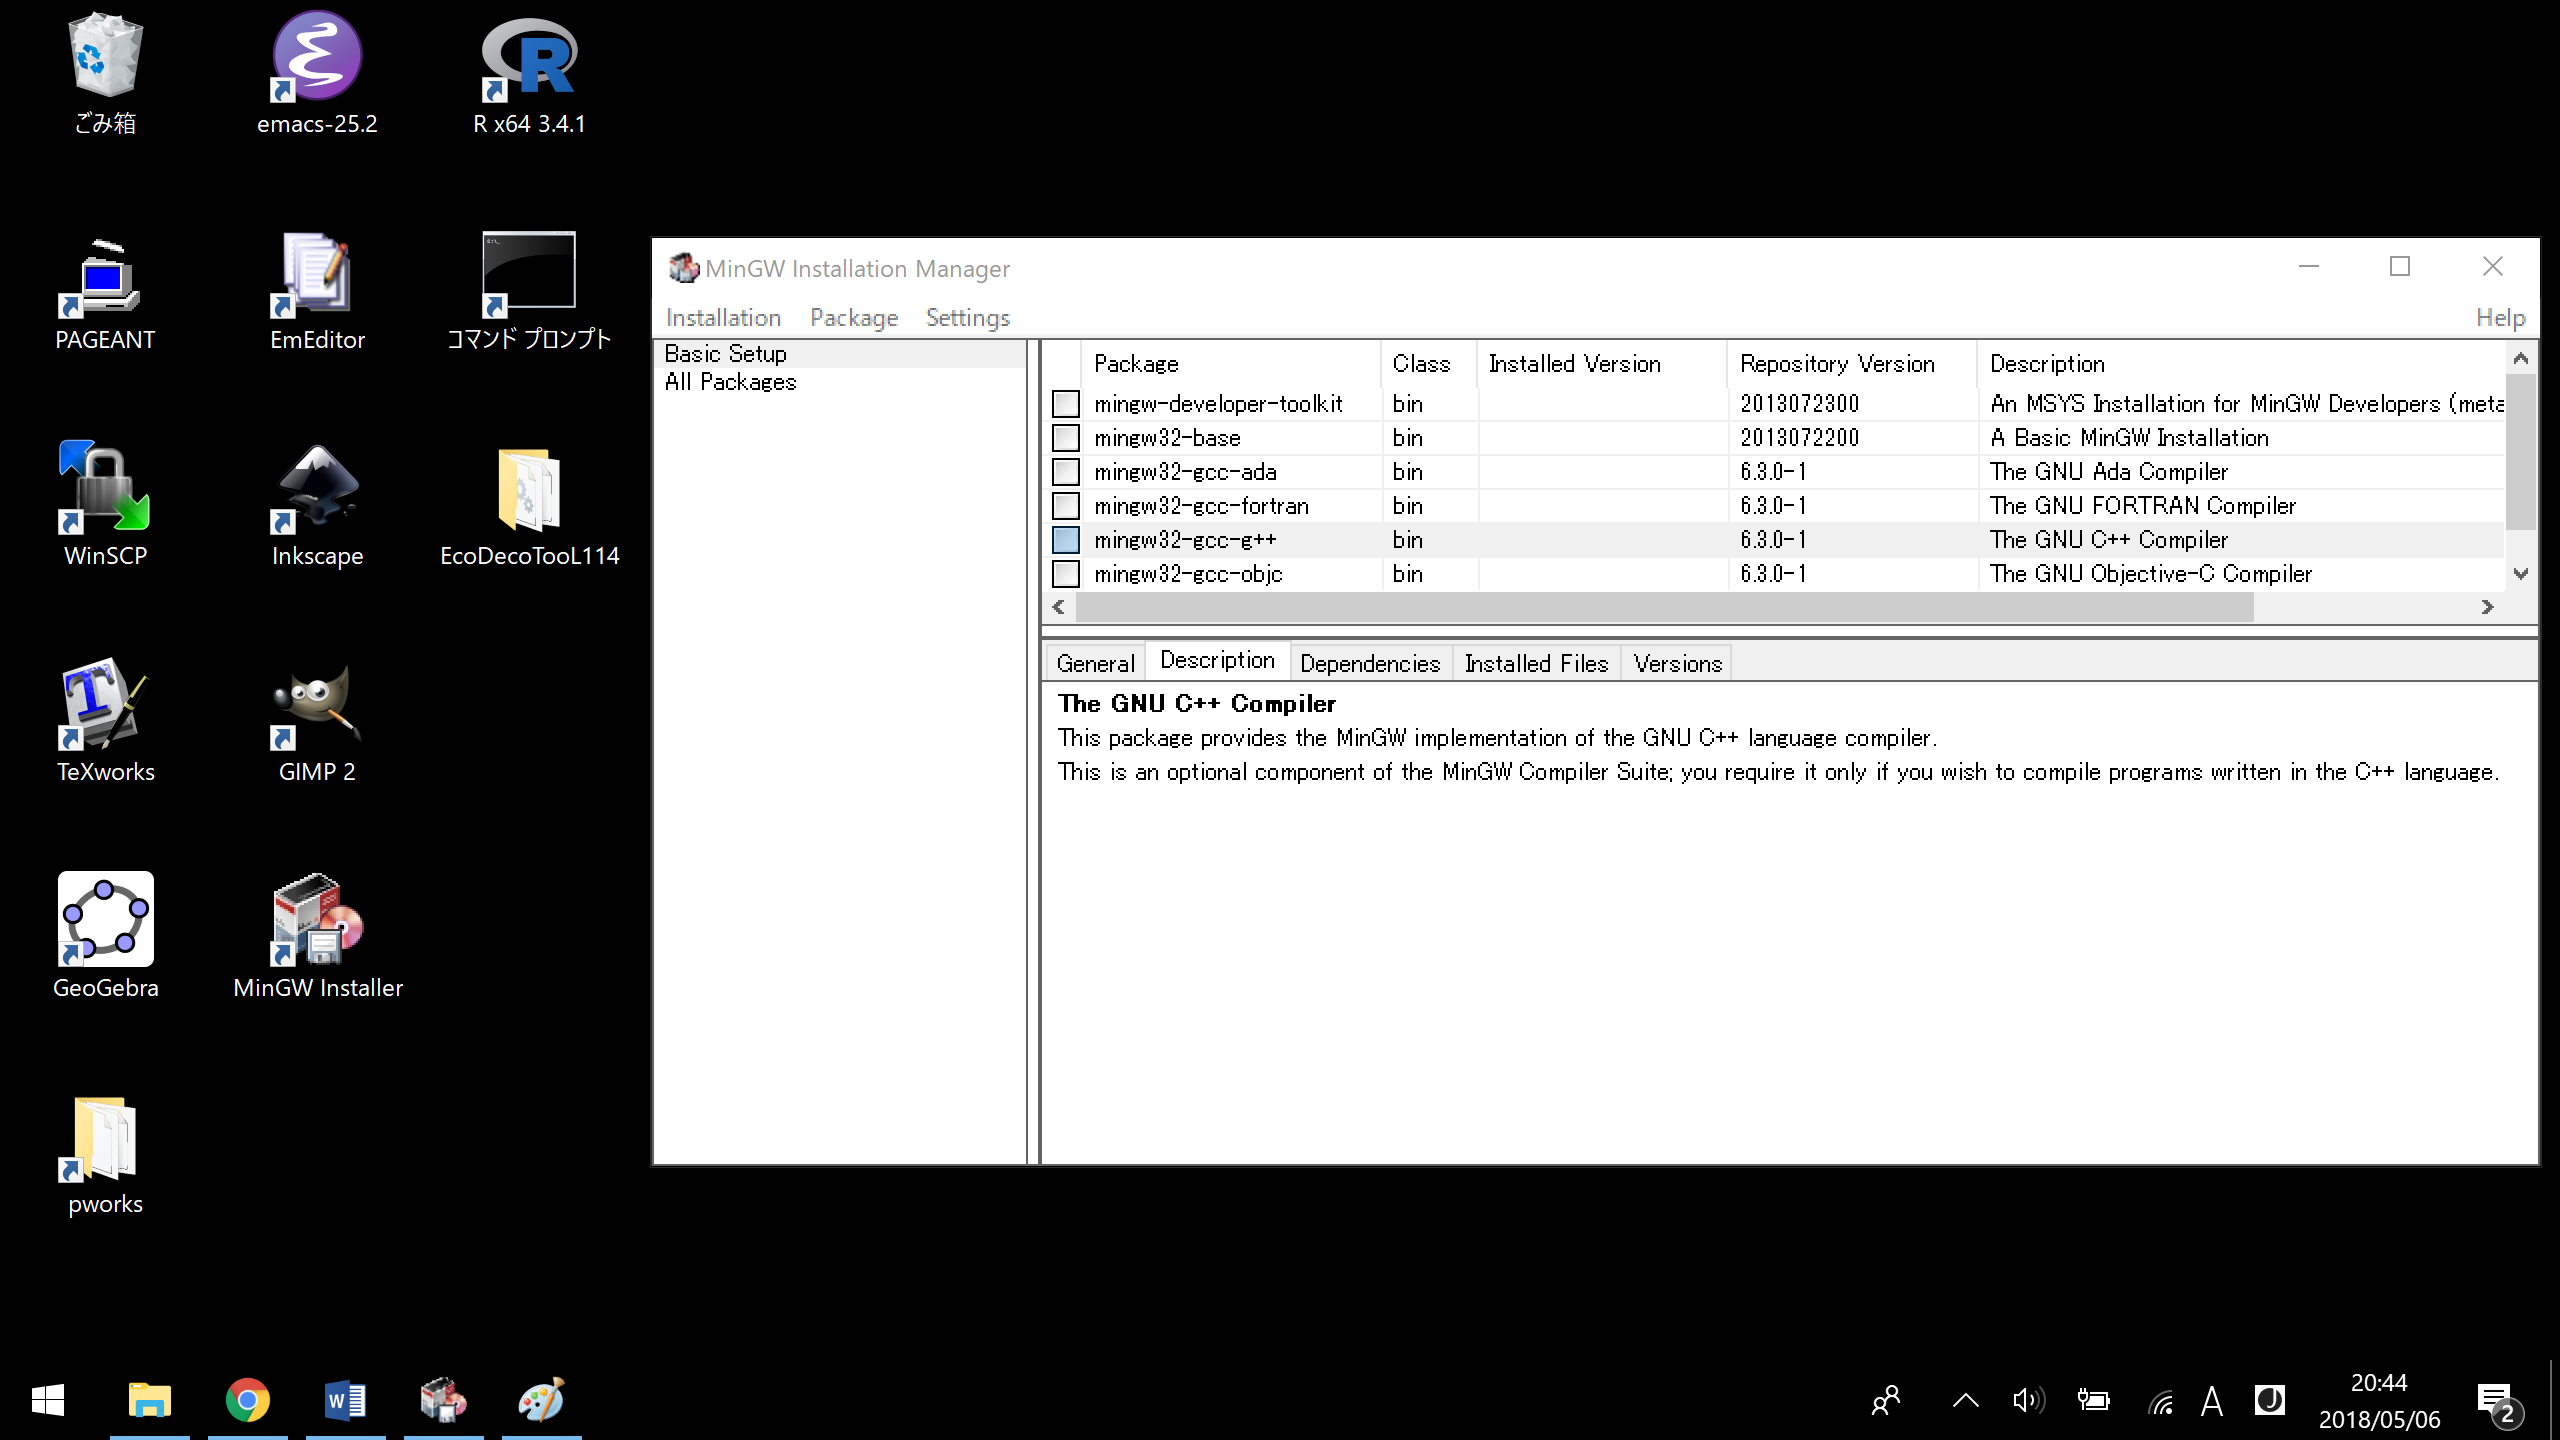 ごみ箱
emacs-25.2
R x64 3.4.1
PAGEANT
EmEditor
コマンド プロンプト
WinSCP
Inkscape
EcoDecoTooL114
TeXworks
GIMP 2
GeoGebra
MinGW Installer
pworks
MinGW Installation Manager
Installation Package Settings Help
Basic Setup
All Packages
Package Class Installed Version Repository Version Description
mingw-developer-toolkit bin 2013072300 An MSYS Installation for MinGW Developers (meta
mingw32-base bin 2013072200 A Basic MinGW Installation
mingw32-gcc-ada bin 6.3.0-1 The GNU Ada Compiler
mingw32-gcc-fortran bin 6.3.0-1 The GNU FORTRAN Compiler
mingw32-gcc-g++ bin 6.3.0-1 The GNU C++ Compiler
mingw32-gcc-objc bin 6.3.0-1 The GNU Objective-C Compiler
General Description Dependencies Installed Files Versions
The GNU C++ Compiler
This package provides the MinGW implementation of the GNU C++ language compiler.
This is an optional component of the MinGW Compiler Suite; you require it only if you wish to compile programs written in the C++ language.
A
J
20:44
2018/05/06
2